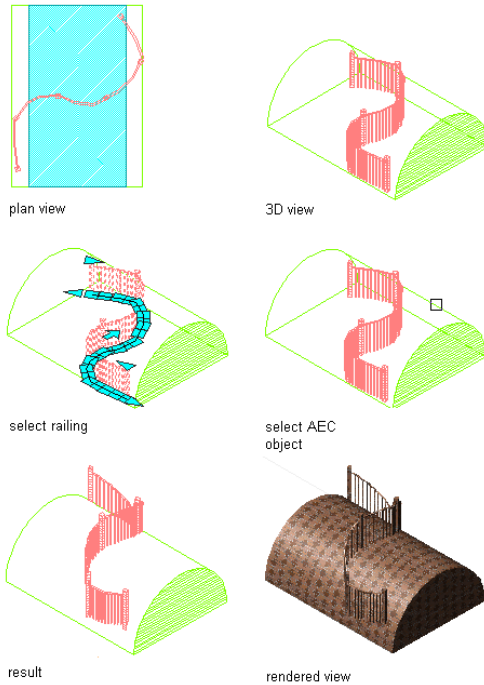 plan view
3D view
select railing
select AEC
object
result
rendered view